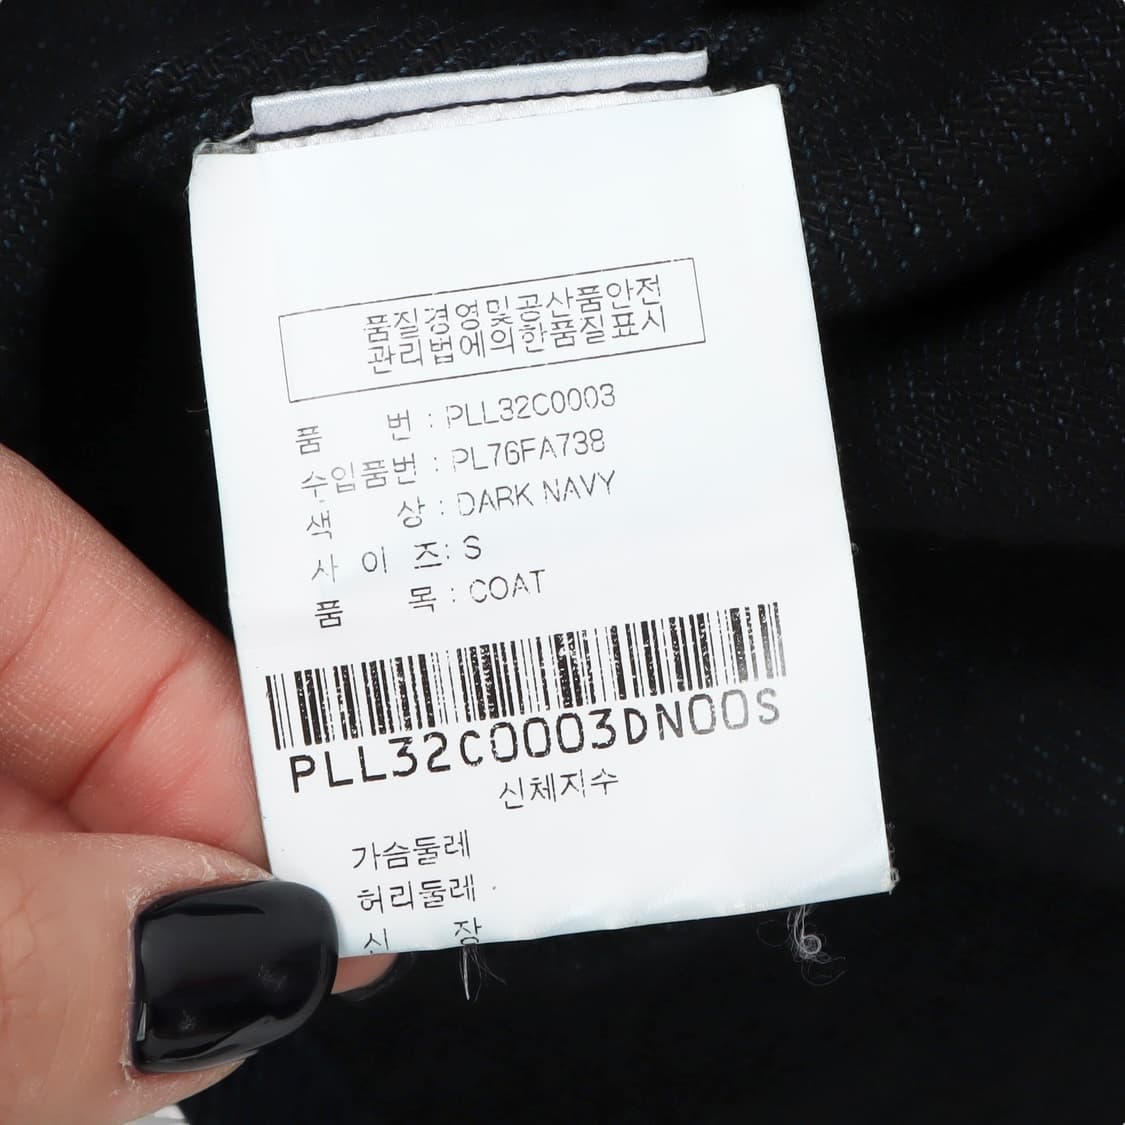 품질경영및공산품안전
관리법에의한품질표시
품 번 : PLL32C0003
수입품번 : PL76FA738
색 상 : DARK NAVY
사 이 즈: S
품 목 : COAT
PLL32C0003DN00S
신체지수
가슴둘레
허리둘레
신 장